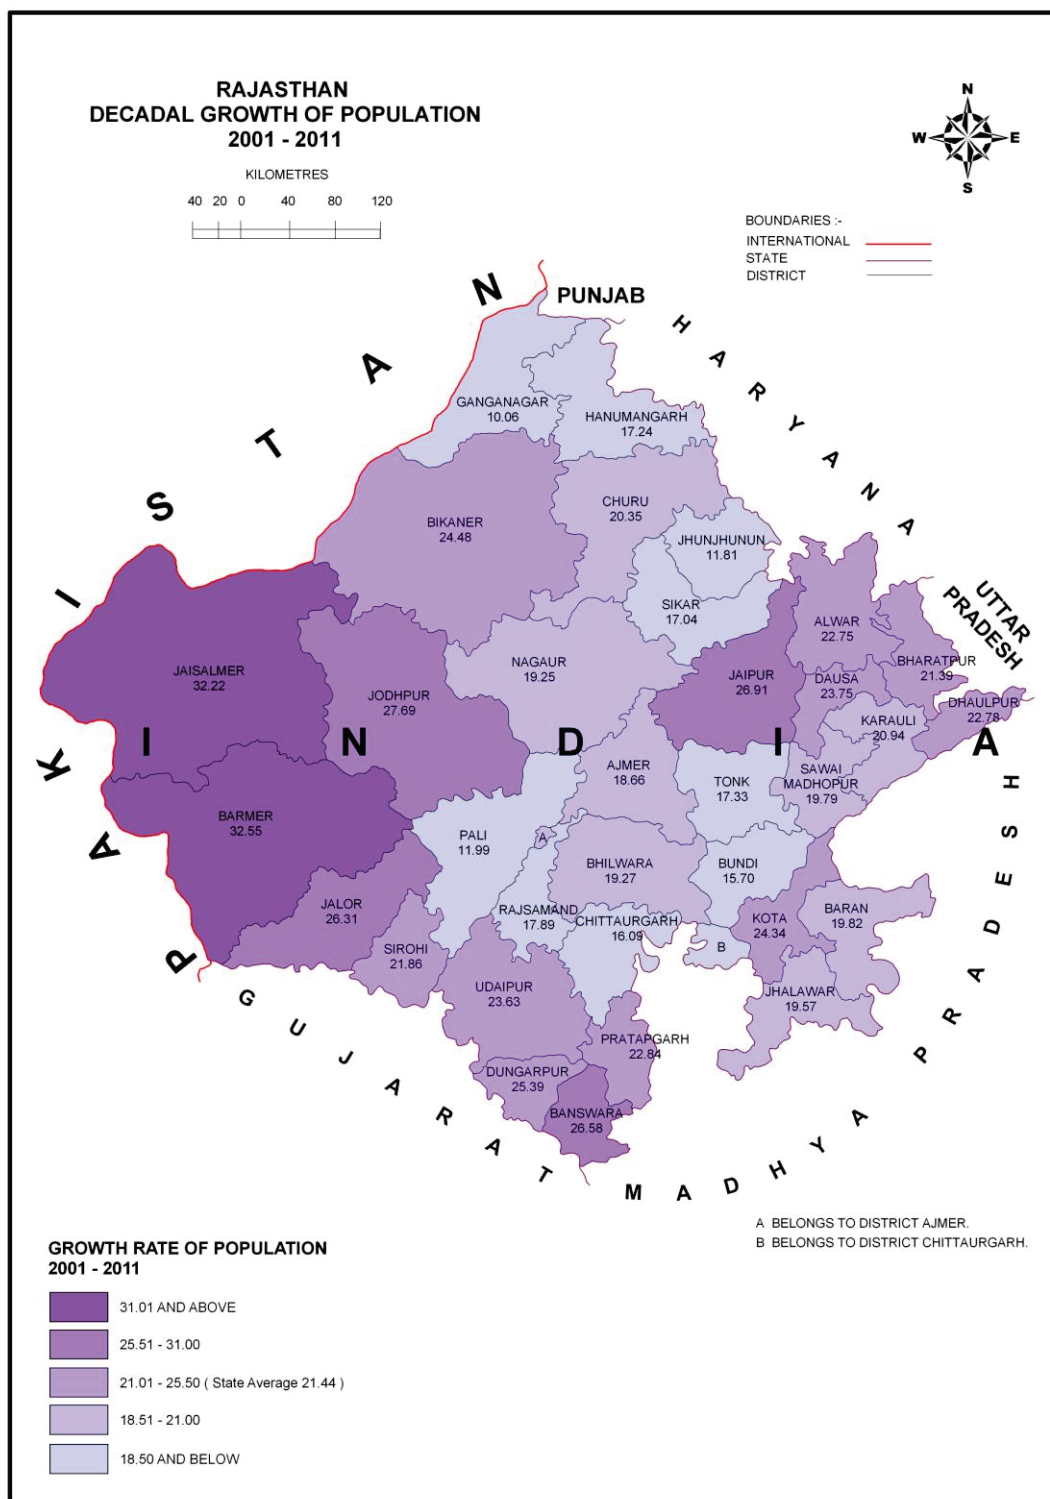 RAJASTHAN
DECADAL GROWTH OF POPULATION
2001 - 2011
KILOMETRES
40 20 0 40 80 120
N
W E
S
BOUNDARIES :-
INTERNATIONAL
STATE
DISTRICT
PAKISTAN
PUNJAB
HARYANA
UTTAR
PRADESH
MADHYA PRADESH
GUJARAT
INDIA
GANGANAGAR
10.06
HANUMANGARH
17.24
BIKANER
24.48
CHURU
20.35
JHUNJHUNUN
11.81
SIKAR
17.04
ALWAR
22.75
BHARATPUR
21.39
JAISALMER
32.22
JODHPUR
27.69
NAGAUR
19.25
JAIPUR
26.91
DAUSA
23.75
DHAULPUR
22.78
KARAULI
20.94
AJMER
18.66
TONK
17.33
SAWAI
MADHOPUR
19.79
BARMER
32.55
PALI
11.99
A
BHILWARA
19.27
BUNDI
15.70
JALOR
26.31
RAJSAMAND
17.89
CHITTAURGARH
16.09
KOTA
24.34
BARAN
19.82
SIROHI
21.86
B
UDAIPUR
23.63
JHALAWAR
19.57
PRATAPGARH
22.84
DUNGARPUR
25.39
BANSWARA
26.58
A BELONGS TO DISTRICT AJMER.
B BELONGS TO DISTRICT CHITTAURGARH.
GROWTH RATE OF POPULATION
2001 - 2011
31.01 AND ABOVE
25.51 - 31.00
21.01 - 25.50 ( State Average 21.44 )
18.51 - 21.00
18.50 AND BELOW